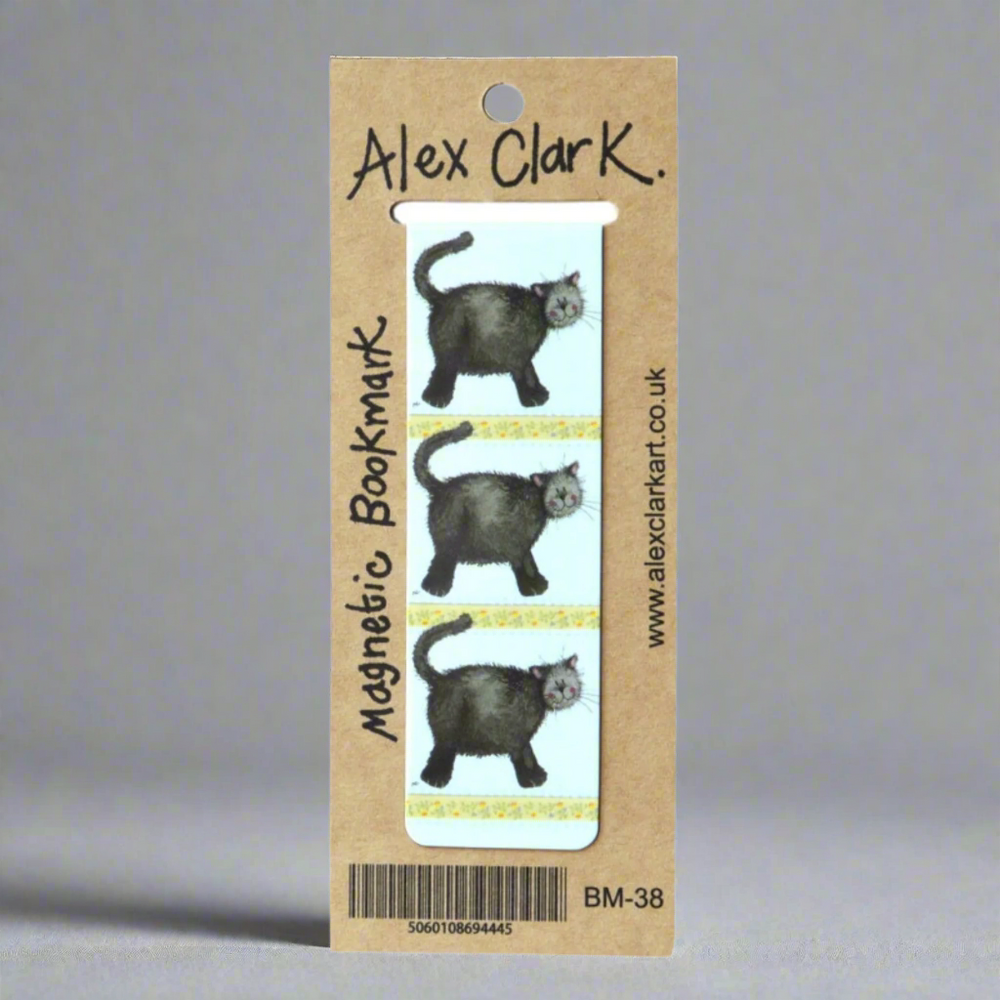 Alex Clark.
Magnetic Bookmark
www.alexclarkart.co.uk
BM-38
5060108694445